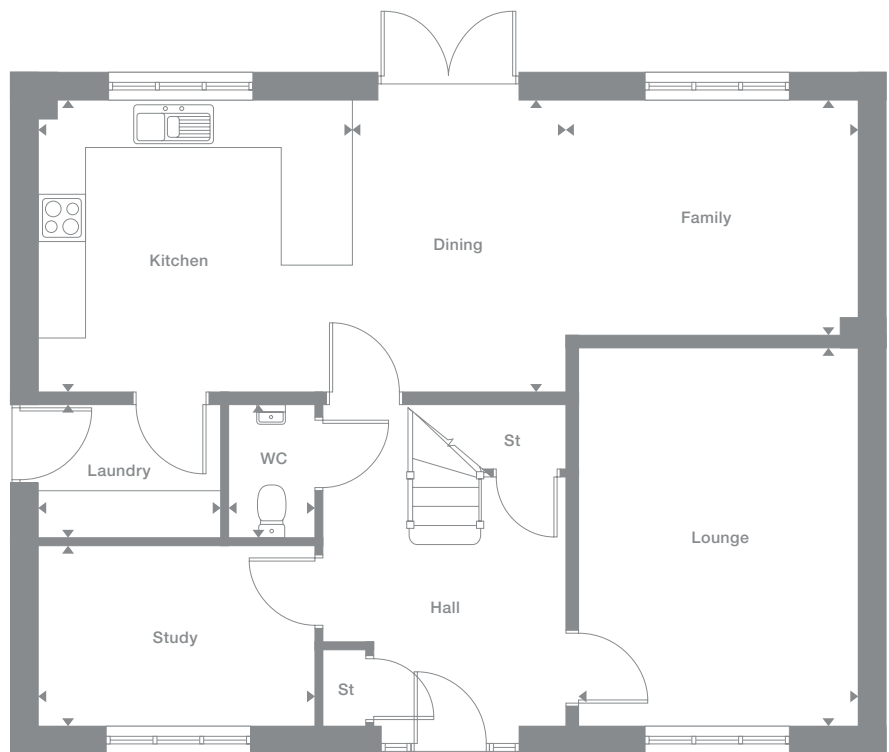 Family
Dining
Kitchen
St
WC
Laundry
Lounge
Hall
Study
St